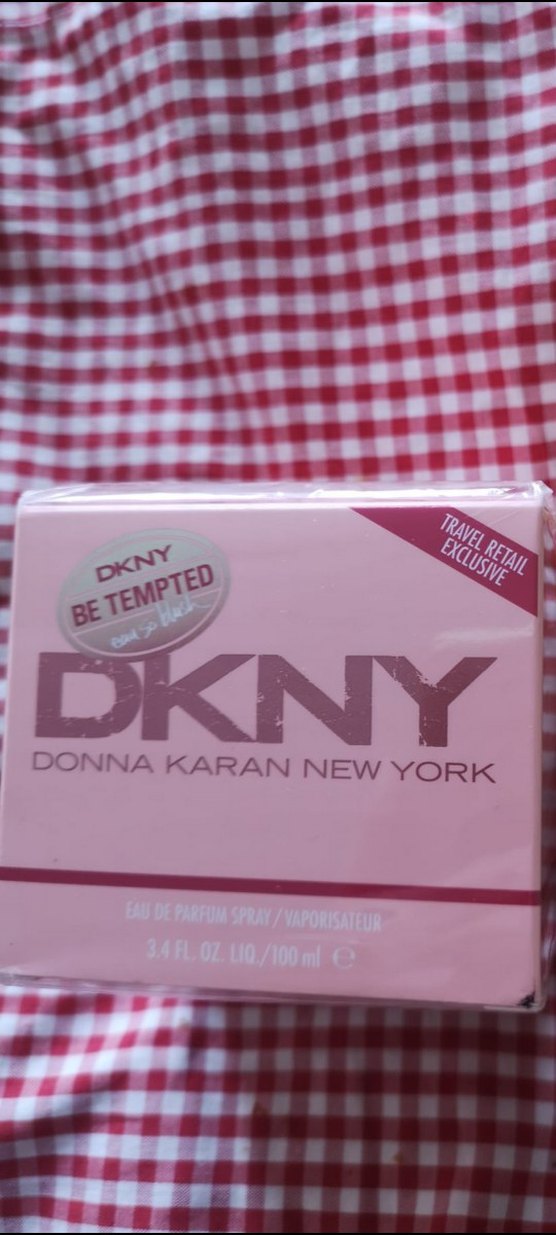 TRAVEL RETAIL
EXCLUSIVE
DKNY
BE TEMPTED
eau so blush
DKNY
DONNA KARAN NEW YORK
EAU DE PARFUM SPRAY/VAPORISATEUR
3.4 FL. OZ. LIQ./100 ml ℮